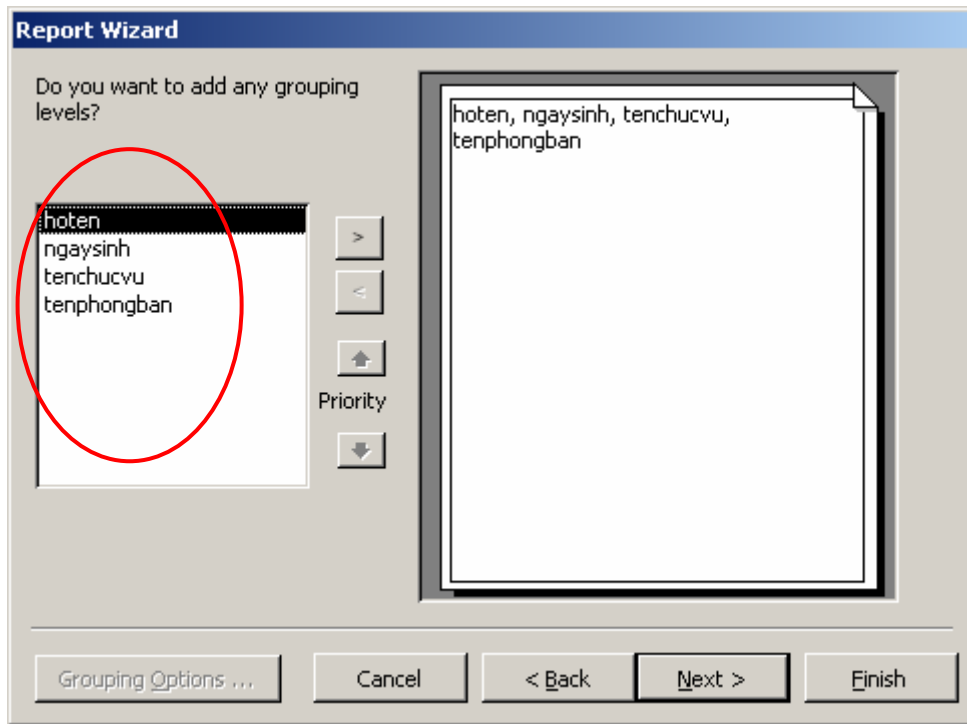 Report Wizard
Do you want to add any grouping
levels?
hoten
ngaysinh
tenchucvu
tenphongban
>
<
Priority
hoten, ngaysinh, tenchucvu,
tenphongban
Grouping Options ...
Cancel
< Back
Next >
Finish